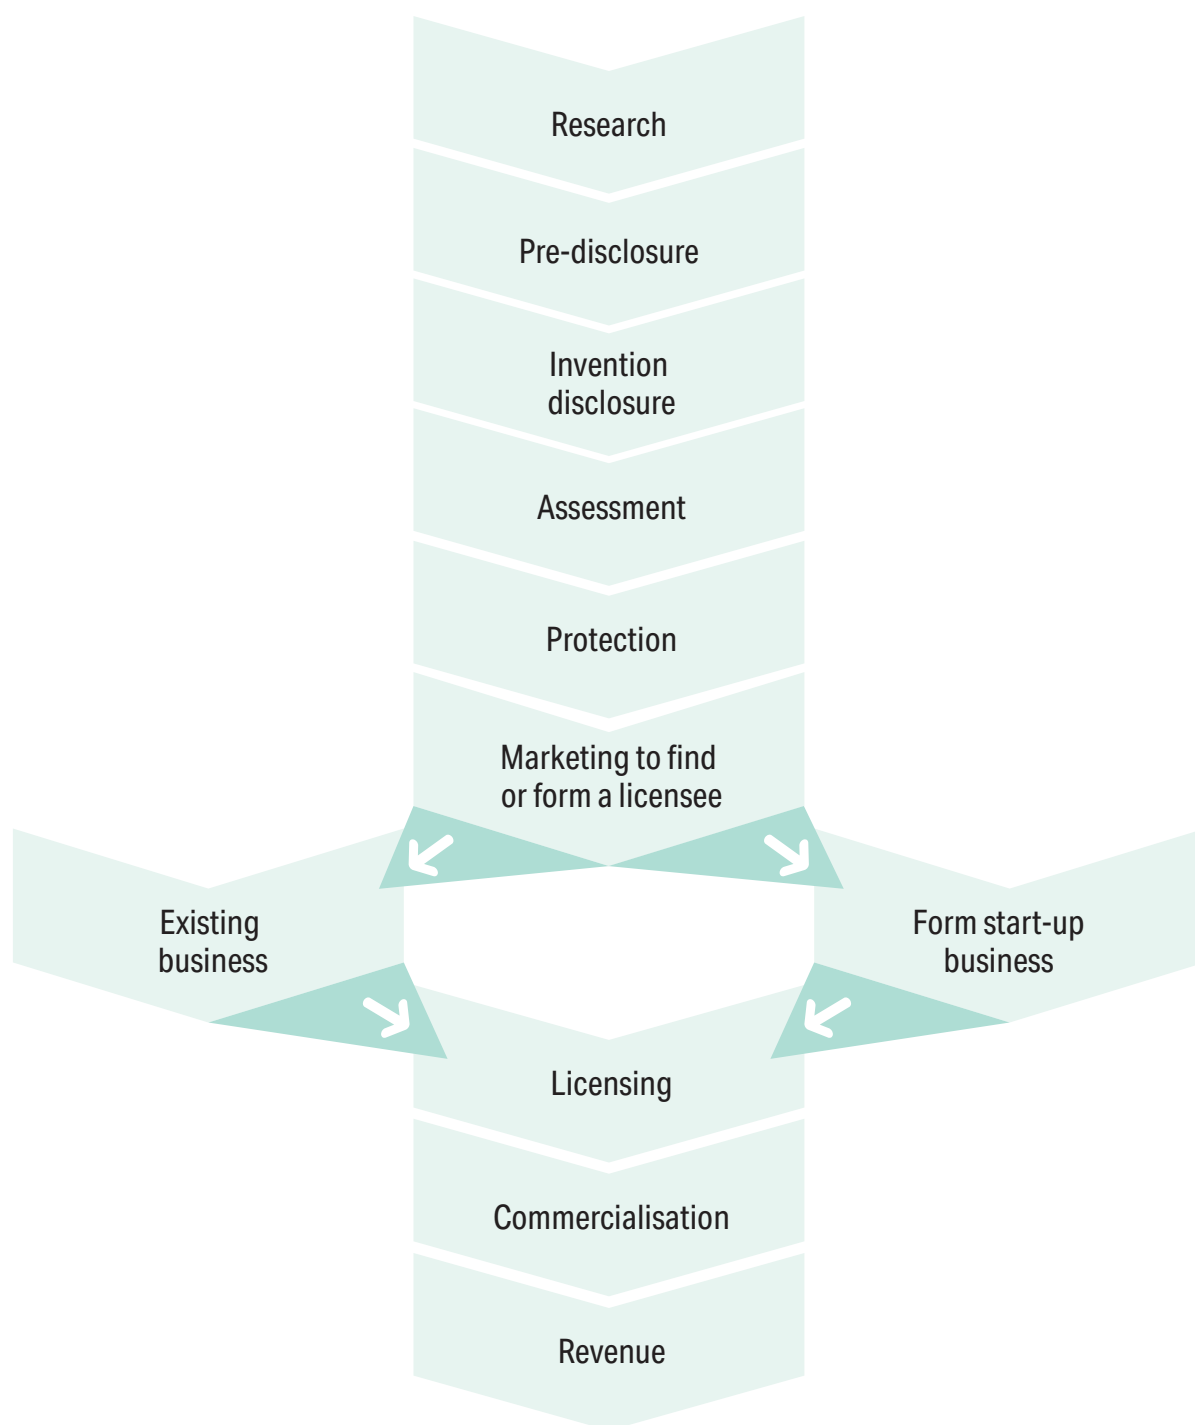 Research
Pre-disclosure
Invention
disclosure
Assessment
Protection
Marketing to find
or form a licensee
Existing
business
Form start-up
business
Licensing
Commercialisation
Revenue